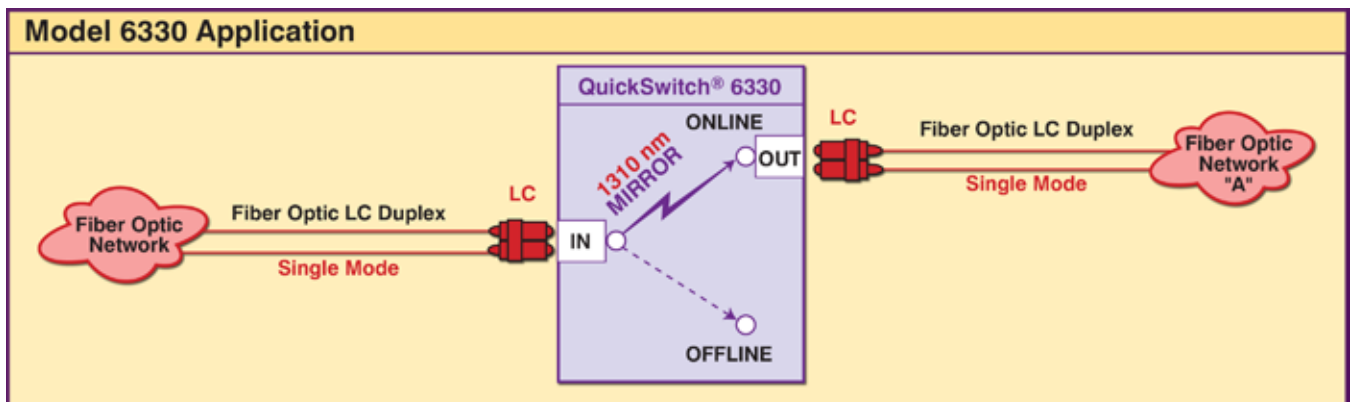 Model 6330 Application
QuickSwitch® 6330
ONLINE
OUT
1310 nm
MIRROR
IN
OFFLINE
LC
Fiber Optic LC Duplex
Single Mode
Fiber Optic
Network
"A"
LC
Fiber Optic LC Duplex
Single Mode
Fiber Optic
Network